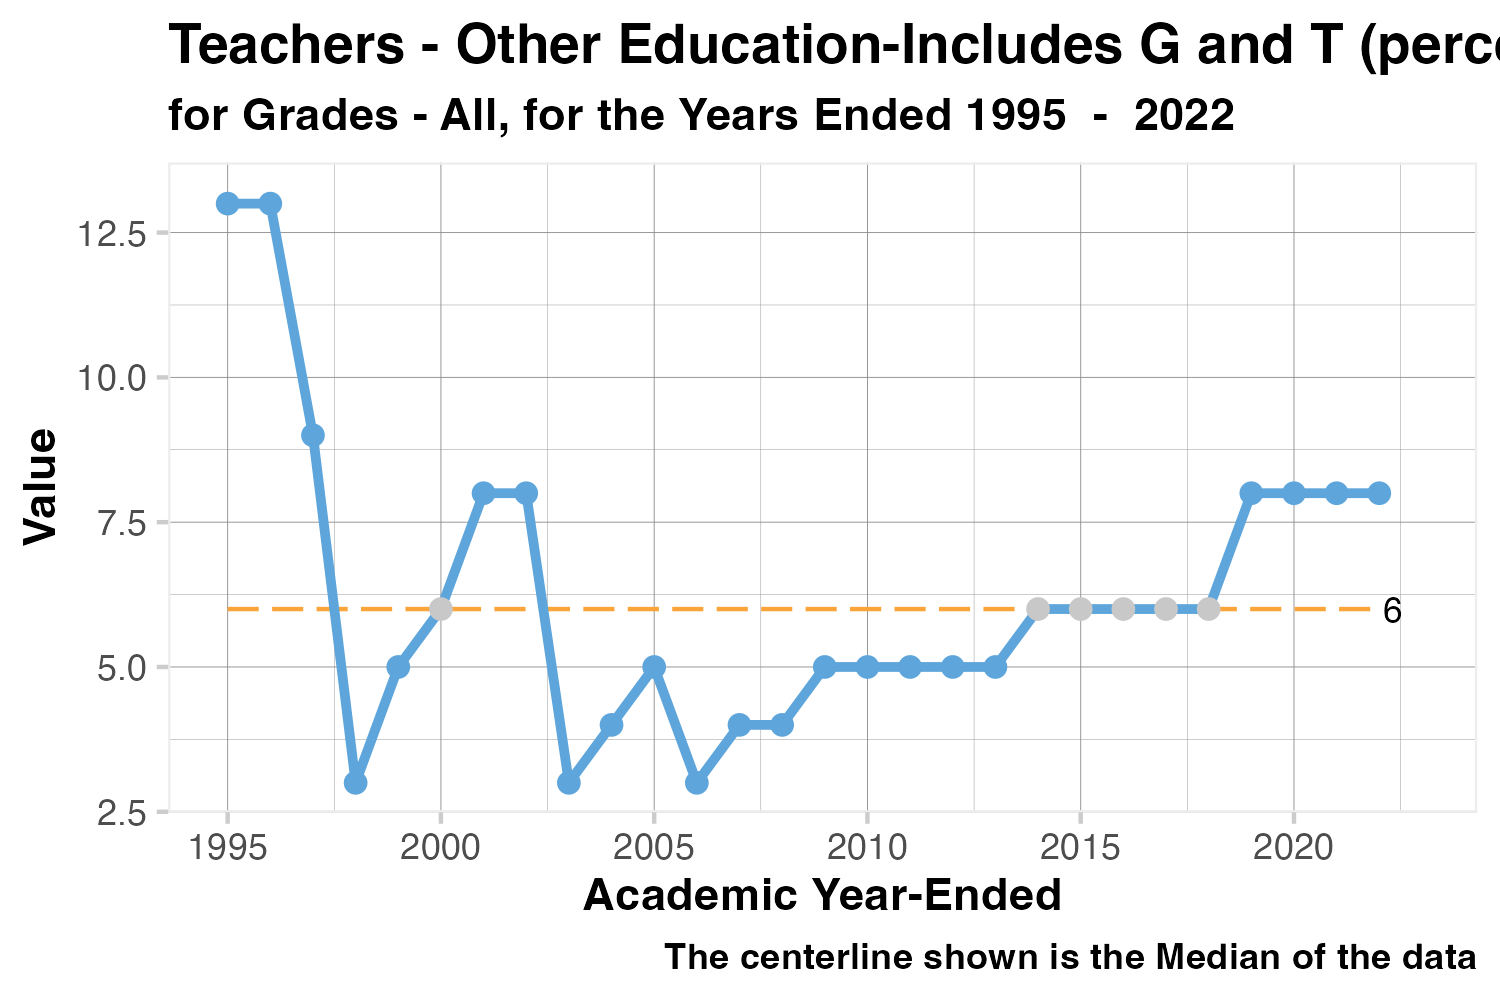 Teachers - Other Education-Includes G and T (perc
for Grades - All, for the Years Ended 1995 - 2022
12.5
10.0
7.5
5.0
2.5
Value
6
1995 2000 2005 2010 2015 2020
Academic Year-Ended
The centerline shown is the Median of the data